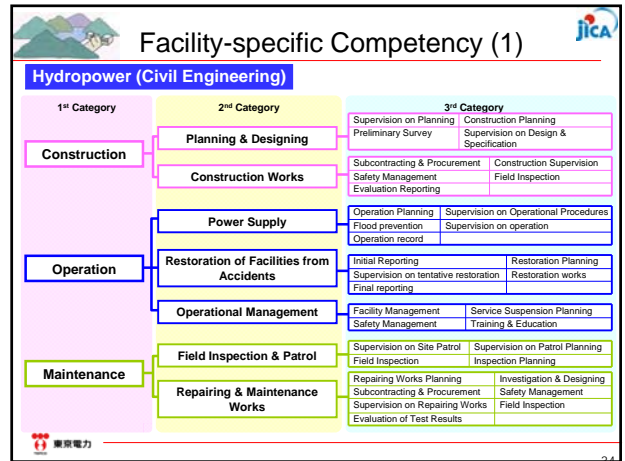 Facility-specific Competency (1)
jica
Hydropower (Civil Engineering)
1st Category
2nd Category
3rd Category
Construction
Planning & Designing
Supervision on Planning
Construction Planning
Preliminary Survey
Supervision on Design &
Specification
Construction Works
Subcontracting & Procurement
Construction Supervision
Safety Management
Field Inspection
Evaluation Reporting
Operation
Power Supply
Operation Planning
Supervision on Operational Procedures
Flood prevention
Supervision on operation
Operation record
Restoration of Facilities from
Accidents
Initial Reporting
Restoration Planning
Supervision on tentative restoration
Restoration works
Final reporting
Operational Management
Facility Management
Service Suspension Planning
Safety Management
Training & Education
Maintenance
Field Inspection & Patrol
Supervision on Site Patrol
Supervision on Patrol Planning
Field Inspection
Inspection Planning
Repairing & Maintenance
Works
Repairing Works Planning
Investigation & Designing
Subcontracting & Procurement
Safety Management
Supervision on Repairing Works
Field Inspection
Evaluation of Test Results
東京電力